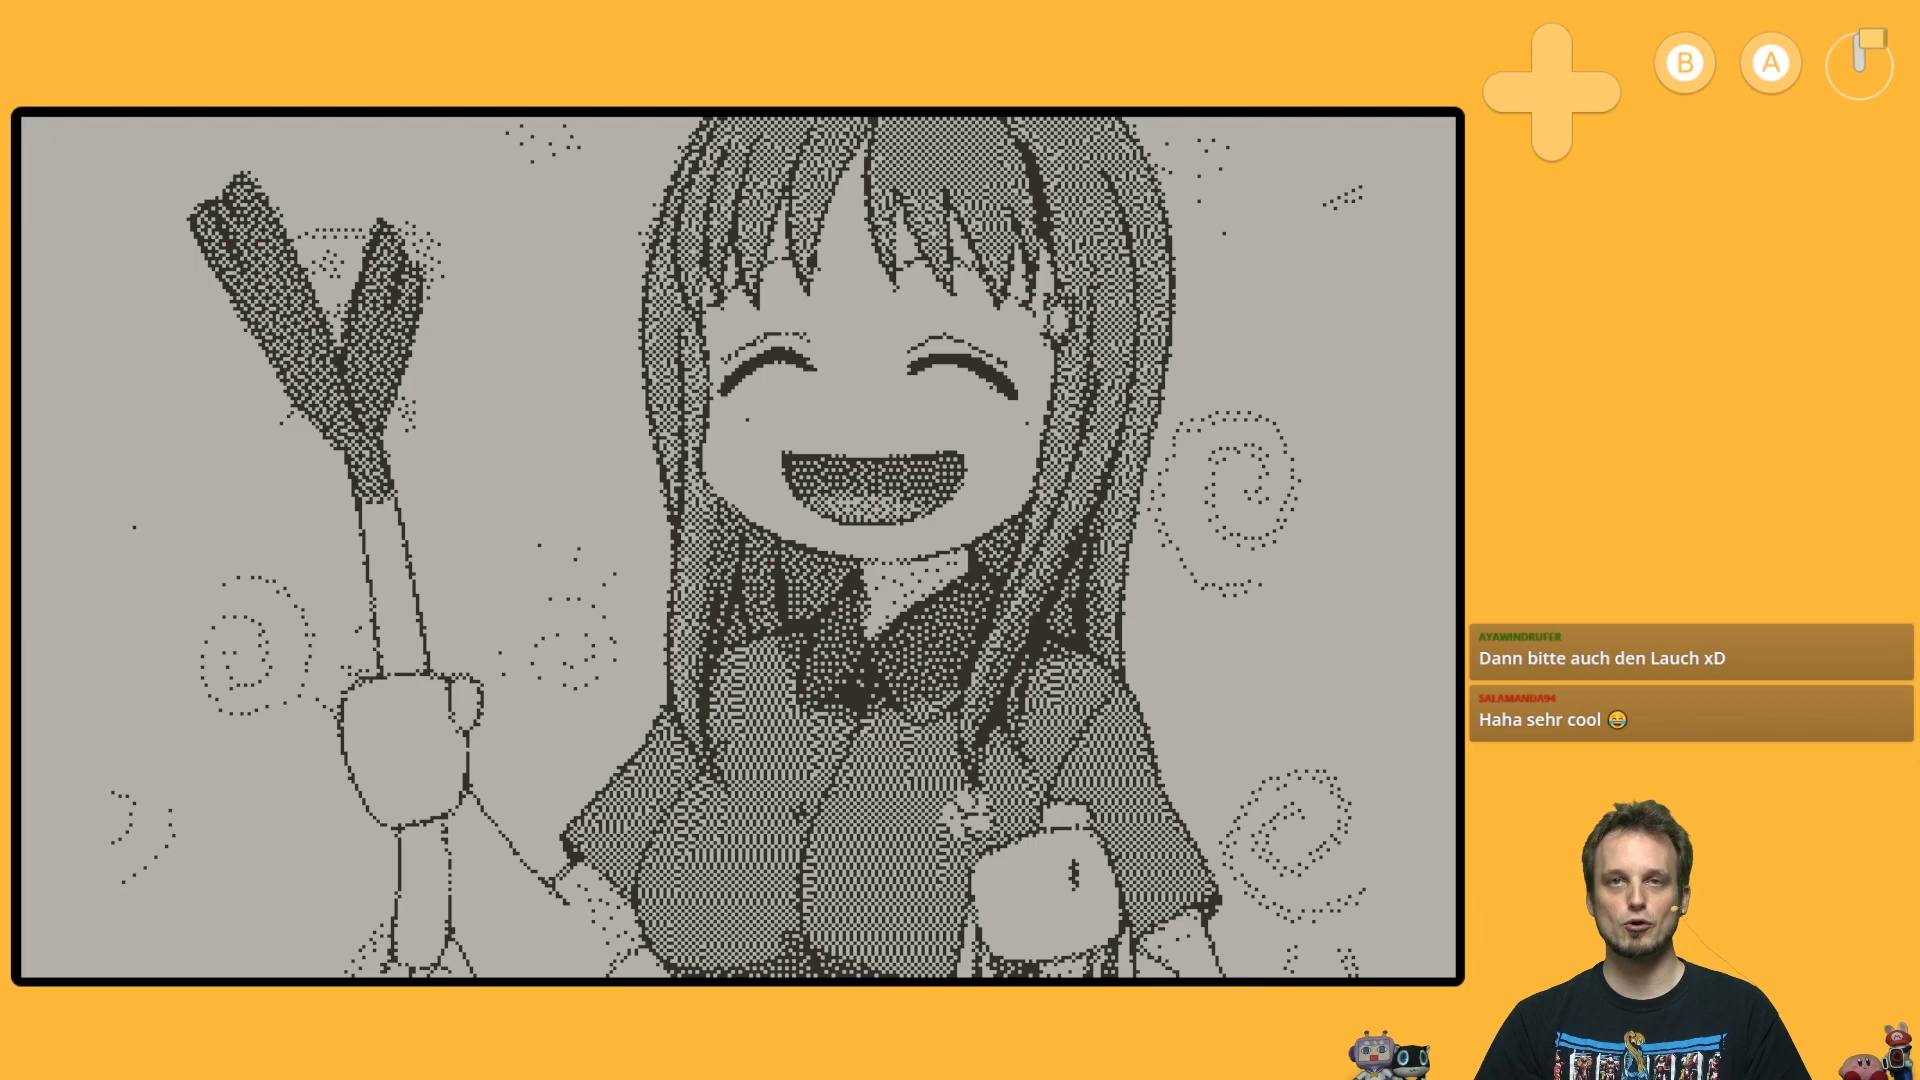 B
A
AYAWINDRUFER
Dann bitte auch den Lauch xD
SALAMANDA94
Haha sehr cool 😂